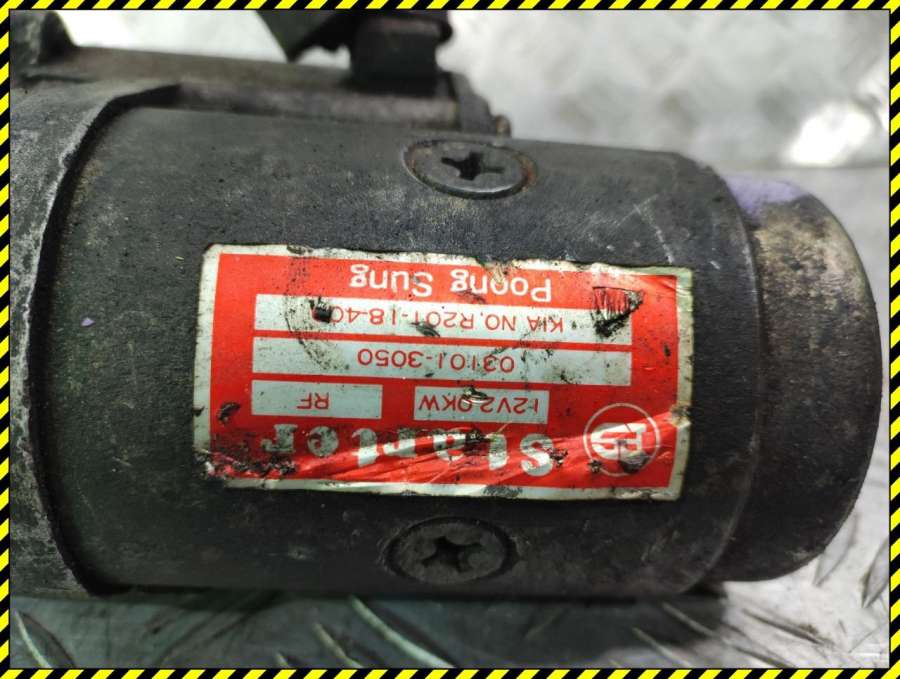 Starter
12V2.0KW RF
03101-3050
KIA NO.R201-18-40
Poong Sung